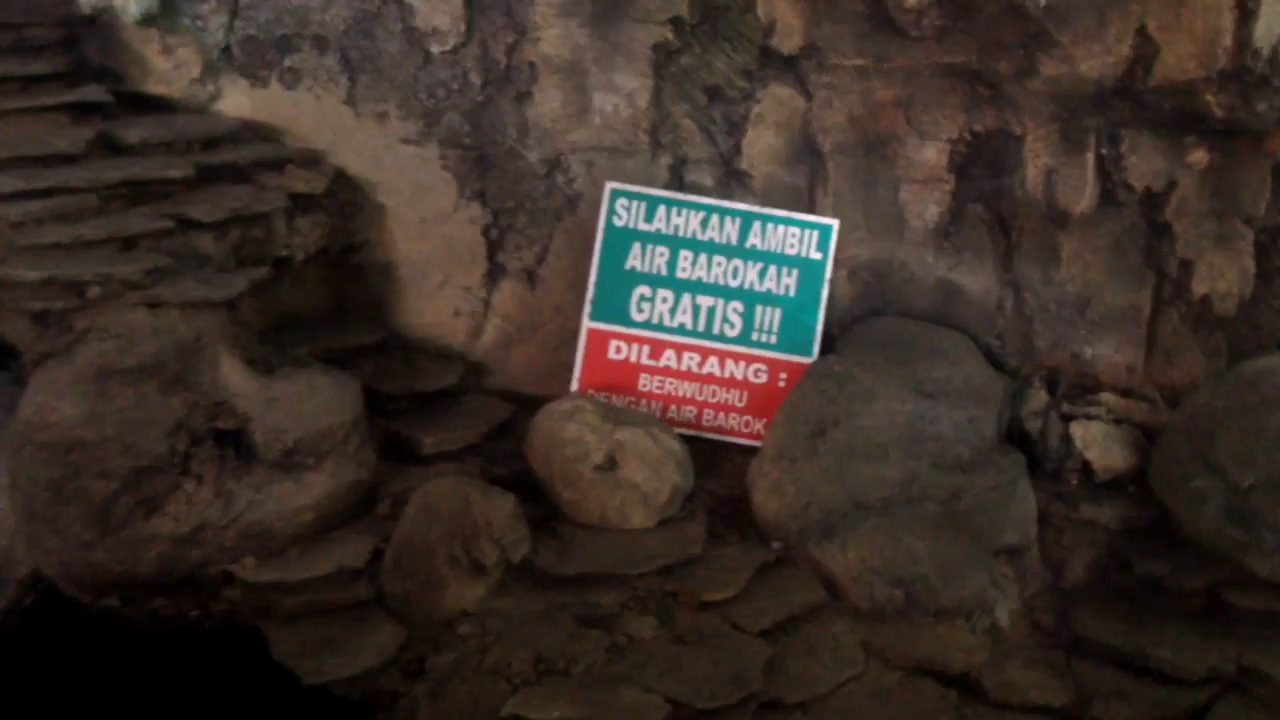 SILAHKAN AMBIL
AIR BAROKAH
GRATIS !!!
DILARANG :
BERWUDHU
DENGAN AIR BAROK